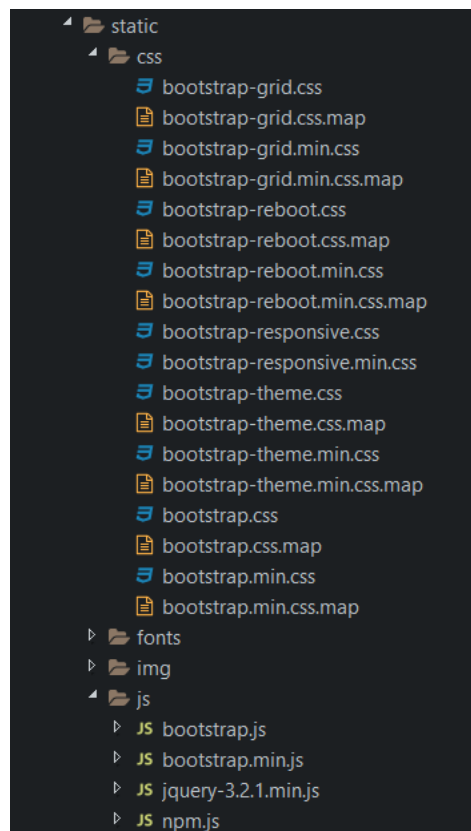 static
css
bootstrap-grid.css
bootstrap-grid.css.map
bootstrap-grid.min.css
bootstrap-grid.min.css.map
bootstrap-reboot.css
bootstrap-reboot.css.map
bootstrap-reboot.min.css
bootstrap-reboot.min.css.map
bootstrap-responsive.css
bootstrap-responsive.min.css
bootstrap-theme.css
bootstrap-theme.css.map
bootstrap-theme.min.css
bootstrap-theme.min.css.map
bootstrap.css
bootstrap.css.map
bootstrap.min.css
bootstrap.min.css.map
fonts
img
js
JS bootstrap.js
JS bootstrap.min.js
JS jquery-3.2.1.min.js
JS npm.js